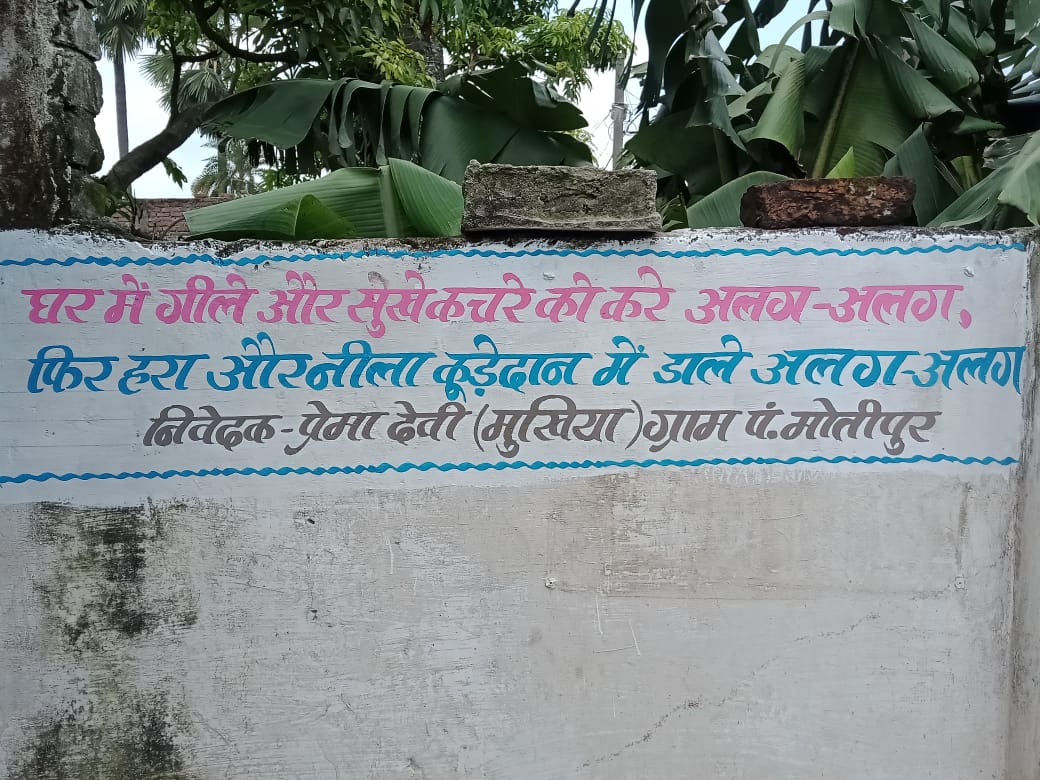 घर में गीले और सुखे कचरे को करे अलग-अलग,
फिर हरा और नीला कूड़ेदान में डाले अलग-अलग
निवेदक-प्रेमा देवी (मुखिया) ग्राम पं. मोतीपुर